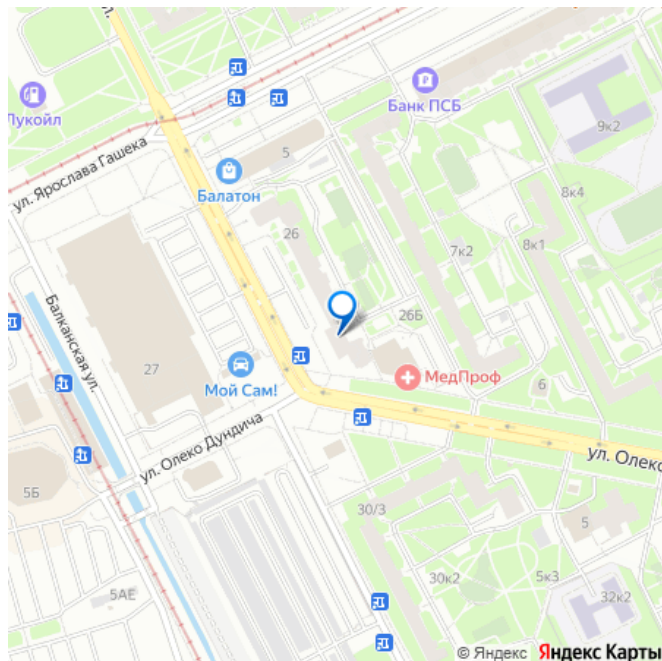 Лукойл
Банк ПСБ
9к2
ул. Ярослава Гашека
5
Балатон
8к4
26
7к2
8к1
Балканская ул.
26Б
27
Мой Сам!
МедПроф
6
ул. Олеко Дундича
ул. Олеко
5Б
30/3
5
30к2
5к3
32к2
5АЕ
© Яндекс Яндекс Карты